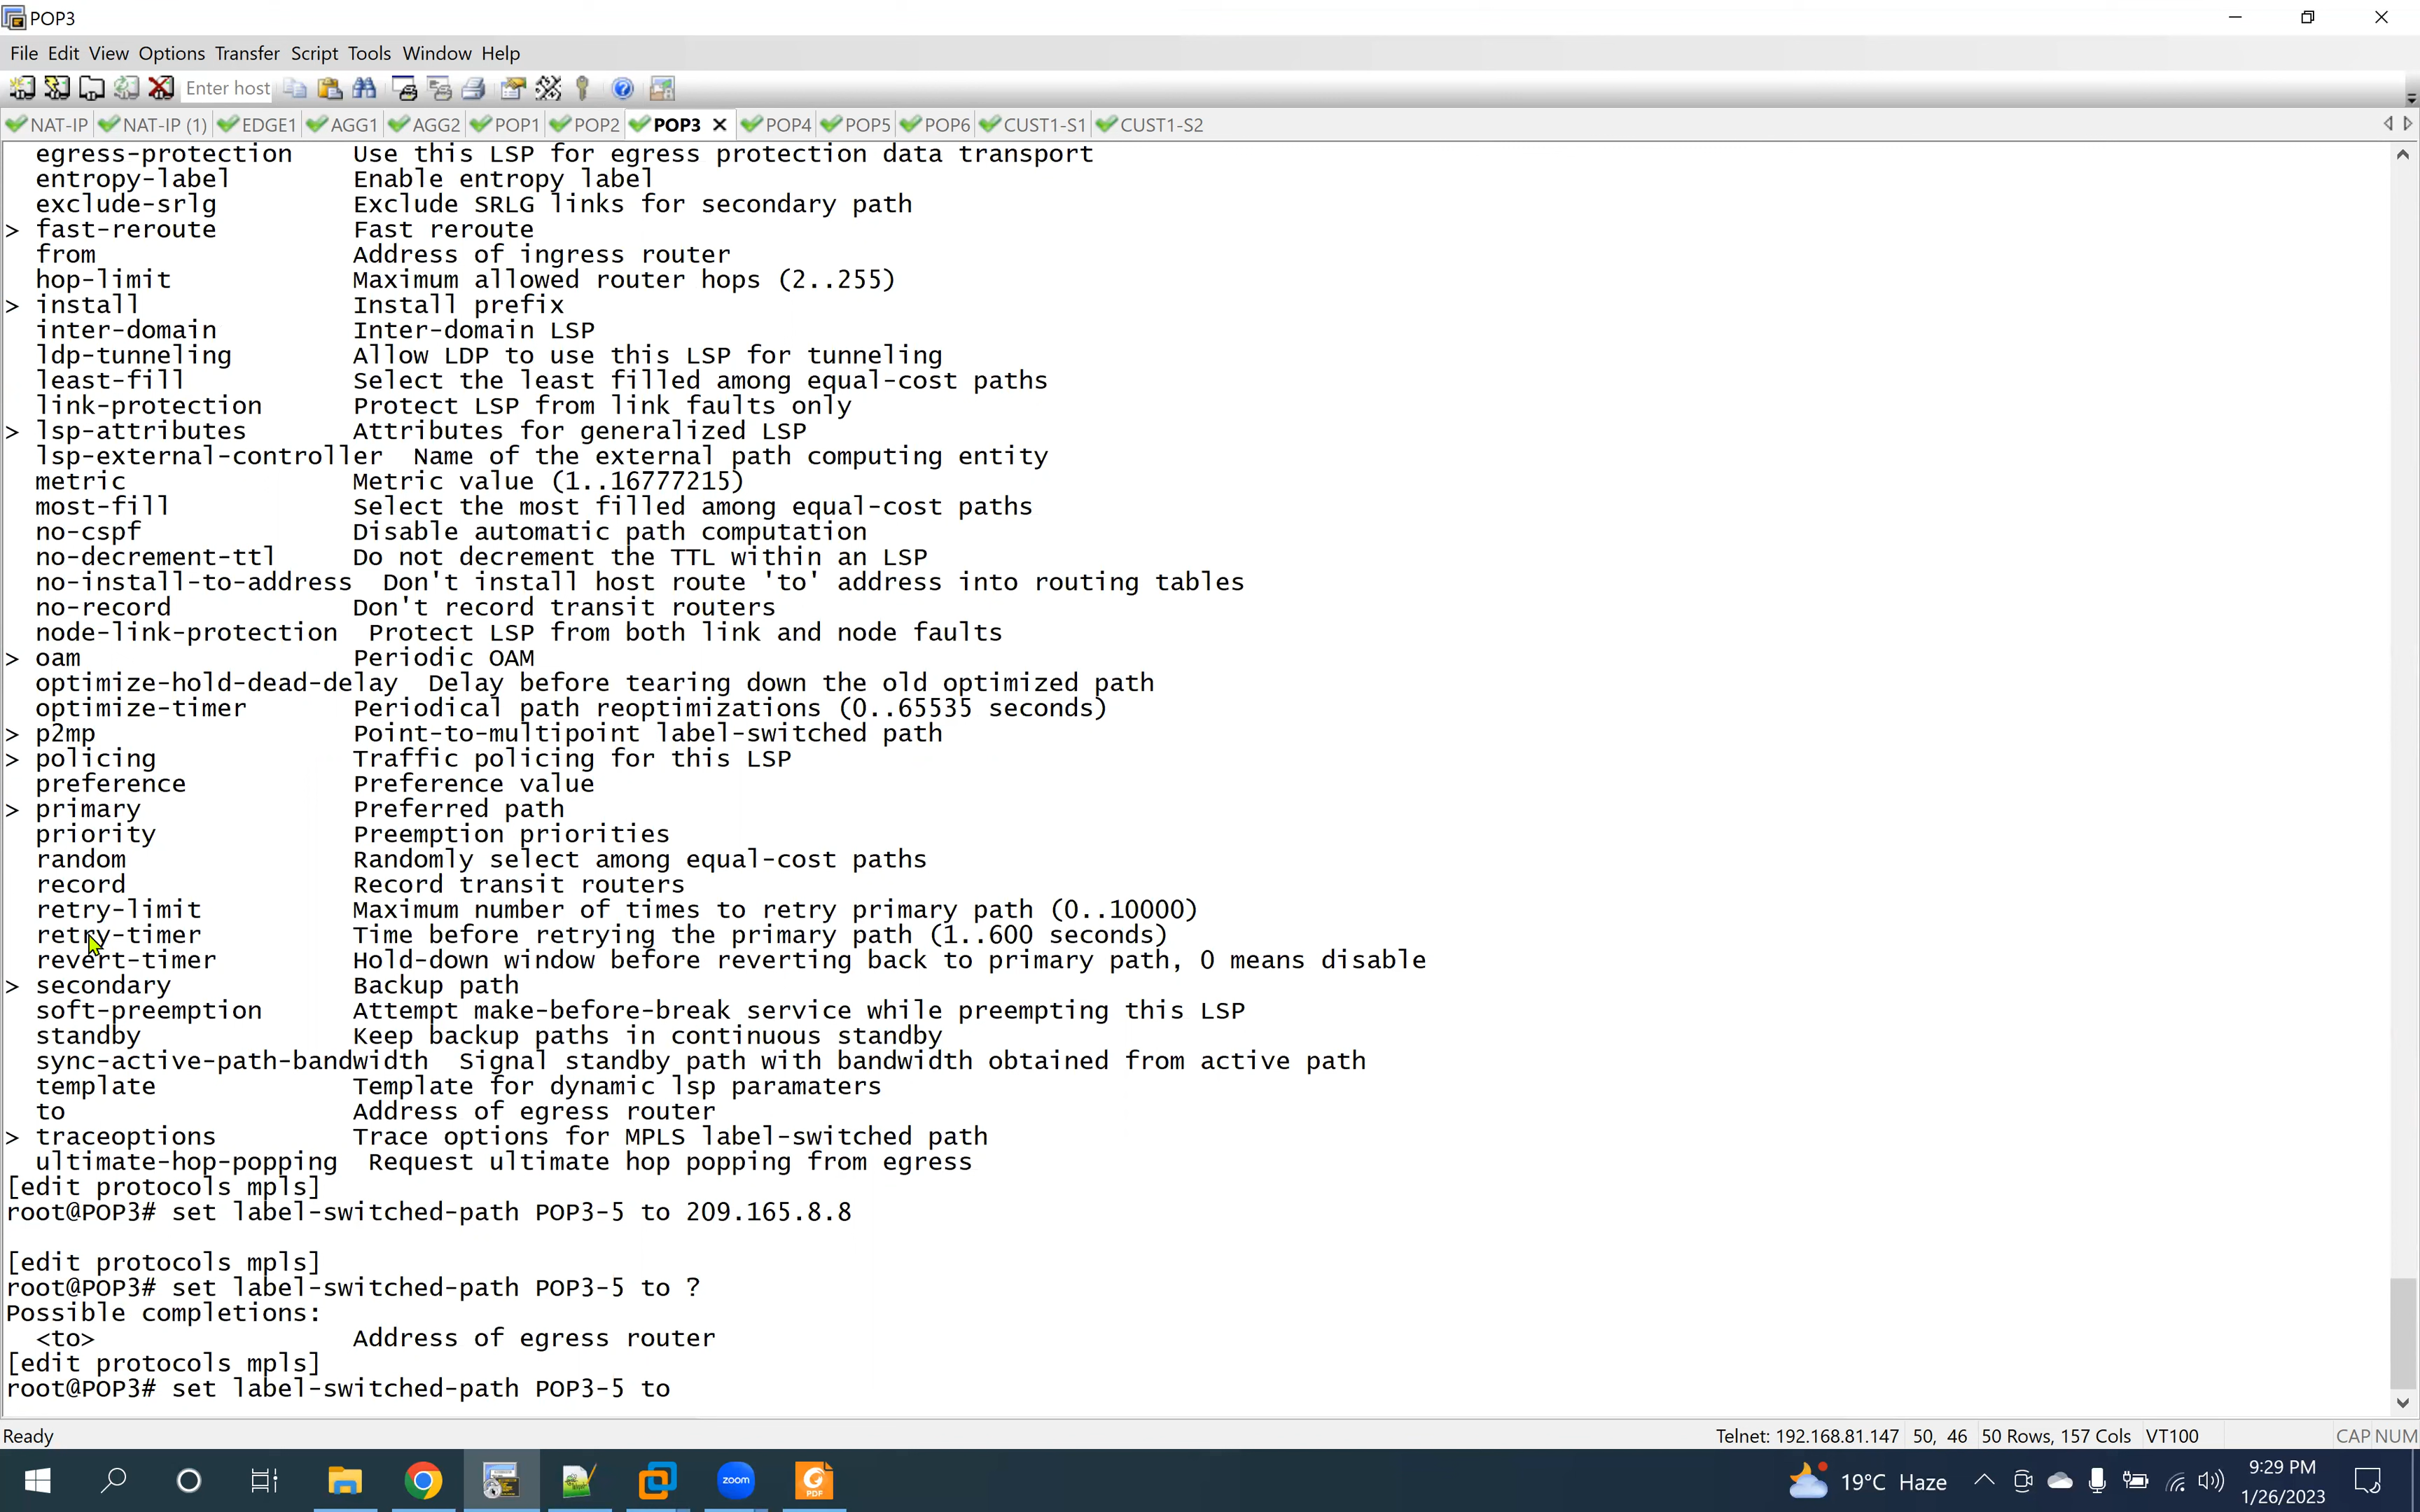 POP3
File Edit View Options Transfer Script Tools Window Help
Enter host
NAT-IP NAT-IP (1) EDGE1 AGG1 AGG2 POP1 POP2 POP3 POP4 POP5 POP6 CUST1-S1 CUST1-S2
egress-protection Use this LSP for egress protection data transport
entropy-label Enable entropy label
exclude-srlg Exclude SRLG links for secondary path
> fast-reroute Fast reroute
from Address of ingress router
hop-limit Maximum allowed router hops (2..255)
> install Install prefix
inter-domain Inter-domain LSP
ldp-tunneling Allow LDP to use this LSP for tunneling
least-fill Select the least filled among equal-cost paths
link-protection Protect LSP from link faults only
> lsp-attributes Attributes for generalized LSP
lsp-external-controller Name of the external path computing entity
metric Metric value (1..16777215)
most-fill Select the most filled among equal-cost paths
no-cspf Disable automatic path computation
no-decrement-ttl Do not decrement the TTL within an LSP
no-install-to-address Don't install host route 'to' address into routing tables
no-record Don't record transit routers
node-link-protection Protect LSP from both link and node faults
> oam Periodic OAM
optimize-hold-dead-delay Delay before tearing down the old optimized path
optimize-timer Periodical path reoptimizations (0..65535 seconds)
> p2mp Point-to-multipoint label-switched path
> policing Traffic policing for this LSP
preference Preference value
> primary Preferred path
priority Preemption priorities
random Randomly select among equal-cost paths
record Record transit routers
retry-limit Maximum number of times to retry primary path (0..10000)
retry-timer Time before retrying the primary path (1..600 seconds)
revert-timer Hold-down window before reverting back to primary path, 0 means disable
> secondary Backup path
soft-preemption Attempt make-before-break service while preempting this LSP
standby Keep backup paths in continuous standby
sync-active-path-bandwidth Signal standby path with bandwidth obtained from active path
template Template for dynamic lsp paramaters
to Address of egress router
> traceoptions Trace options for MPLS label-switched path
ultimate-hop-popping Request ultimate hop popping from egress
[edit protocols mpls]
root@POP3# set label-switched-path POP3-5 to 209.165.8.8
[edit protocols mpls]
root@POP3# set label-switched-path POP3-5 to ?
Possible completions:
<to> Address of egress router
[edit protocols mpls]
root@POP3# set label-switched-path POP3-5 to
Ready Telnet: 192.168.81.147 50, 46 50 Rows, 157 Cols VT100 CAP NUM
zoom PDF 19°C Haze 9:29 PM
1/26/2023